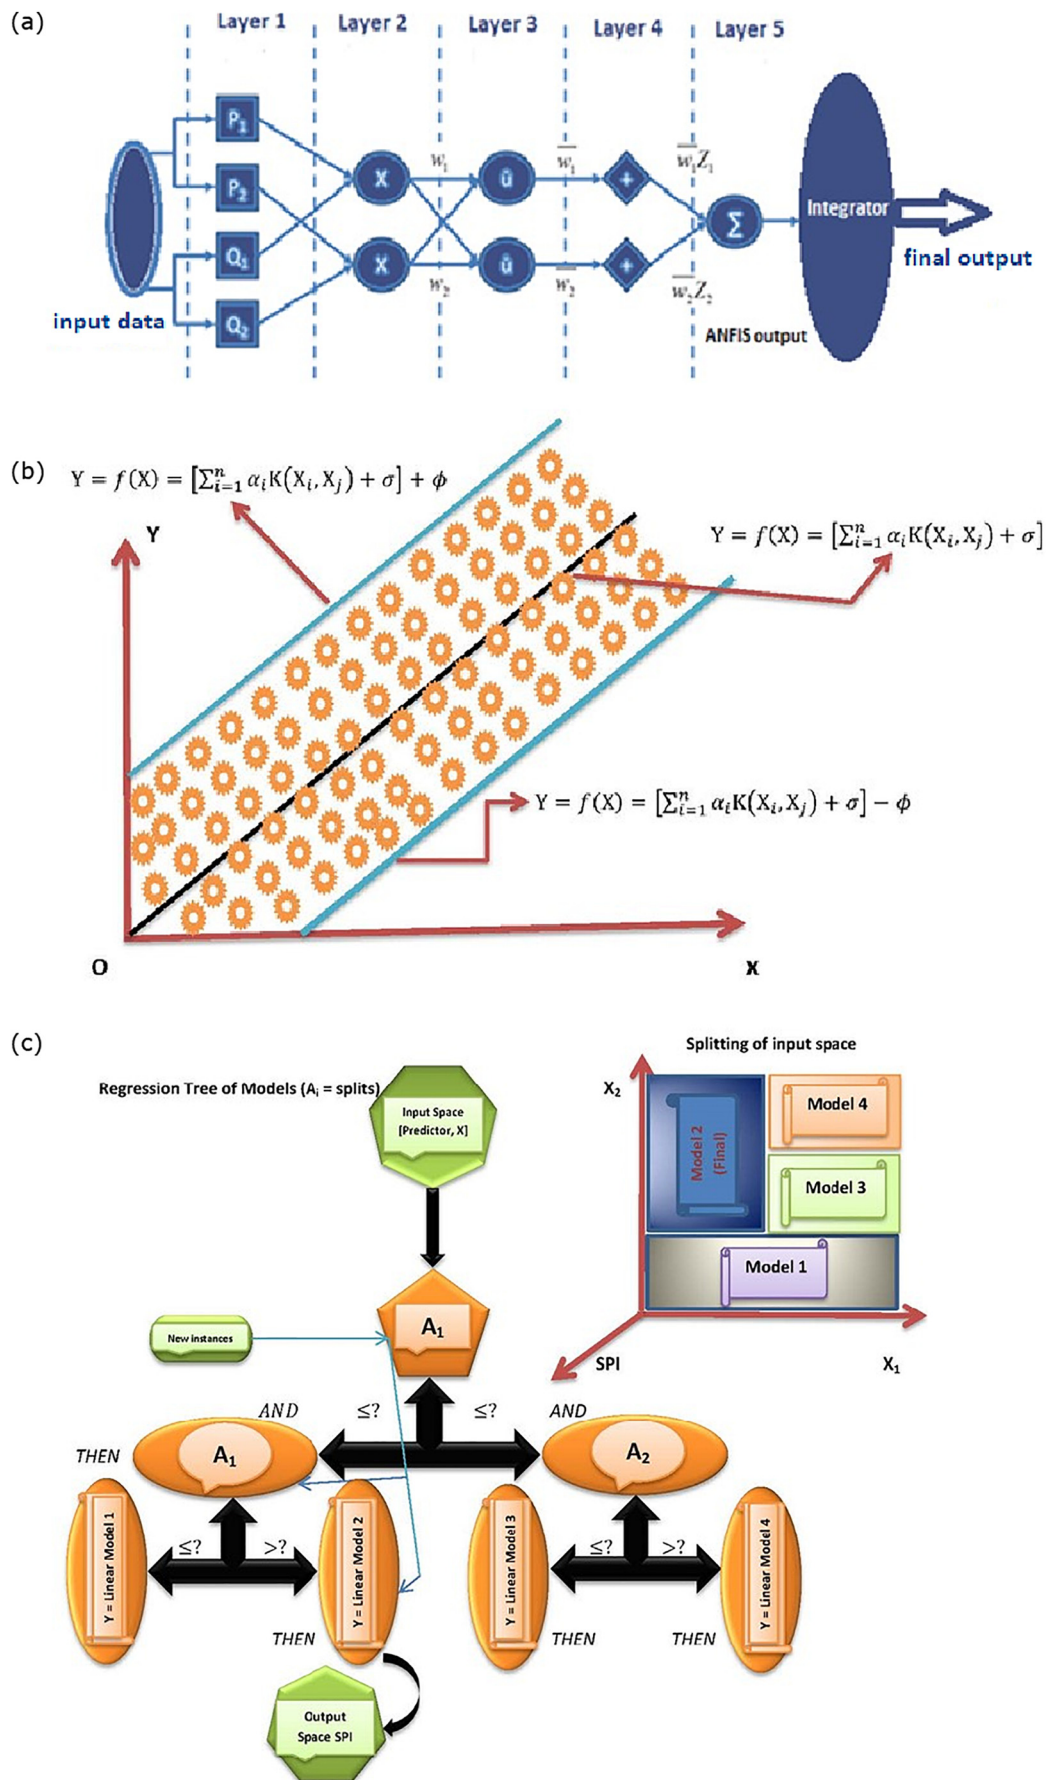 (a)
Layer 1
Layer 2
Layer 3
Layer 4
Layer 5
P₁
P₂
Q₁
Q₂
X
X
w₁
w₂
û
û
w̅₁
w̅₂
+
+
w̅₁Z₁
w̅₂Z₂
Σ
Integrator
final output
input data
ANFIS output
(b)
Y = f(X) = [∑ⁿᵢ₌₁ αᵢK(Xᵢ, Xⱼ) + σ] + ϕ
Y
Y = f(X) = [∑ⁿᵢ₌₁ αᵢK(Xᵢ, Xⱼ) + σ]
Y = f(X) = [∑ⁿᵢ₌₁ αᵢK(Xᵢ, Xⱼ) + σ] − ϕ
O
X
(c)
Regression Tree of Models (Aᵢ = splits)
Input Space
[Predictor, X]
Splitting of input space
X₂
Model 2
(Final)
Model 4
Model 3
Model 1
SPI
X₁
New instances
A₁
≤?
≤?
AND
AND
THEN
A₁
A₂
≤?
>?
≤?
>?
Y = Linear Model 1
Y = Linear Model 2
Y = Linear Model 3
Y = Linear Model 4
THEN
THEN
THEN
Output
Space SPI